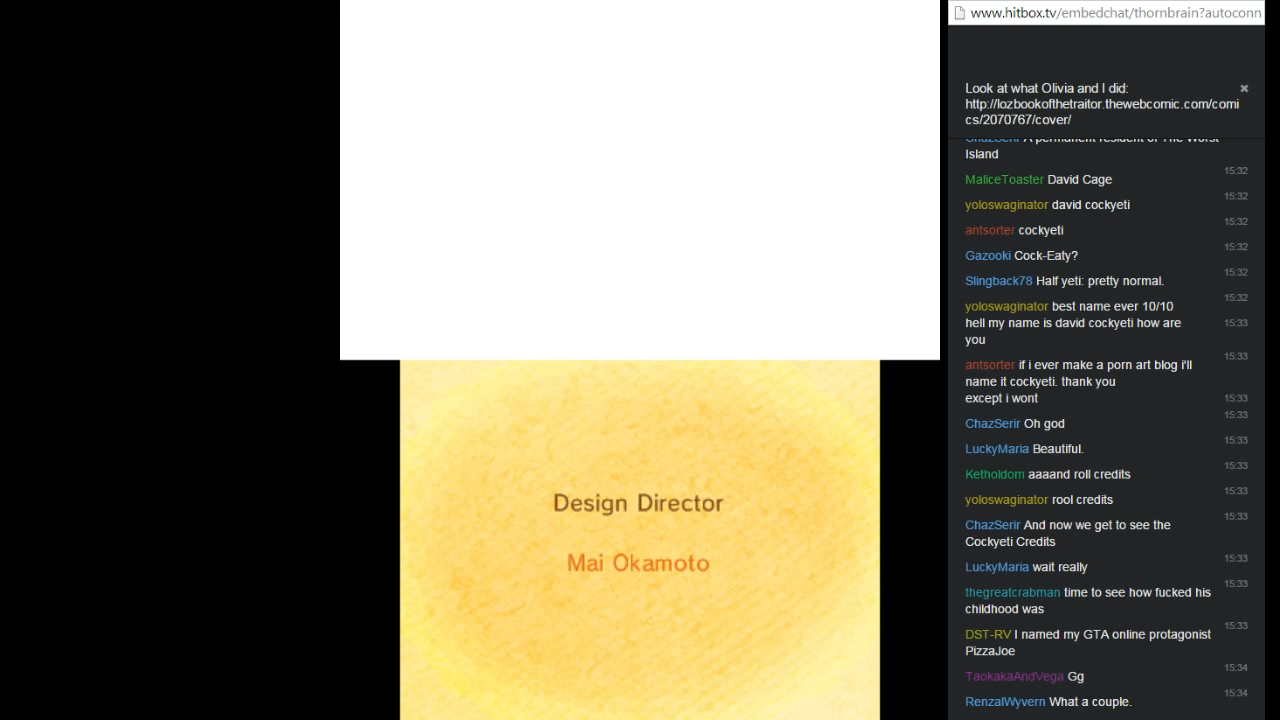 www.hitbox.tv/embedchat/thornbrain?autoconn
Look at what Olivia and I did:
http://lozbookofthetraitor.thewebcomic.com/comi
cs/2070767/cover/
ChazSerir A permanent resident of The Worst
Island
15:32
MaliceToaster David Cage
15:32
yoloswaginator david cockyeti
15:32
antsorter cockyeti
15:32
Gazooki Cock-Eaty?
15:32
Slingback78 Half yeti: pretty normal.
15:32
yoloswaginator best name ever 10/10
hell my name is david cockyeti how are
15:33
you
15:33
antsorter if i ever make a porn art blog i'll
name it cockyeti. thank you
except i wont
15:33
15:33
ChazSerir Oh god
15:33
LuckyMaria Beautiful.
15:33
Ketholdom aaaand roll credits
15:33
yoloswaginator rool credits
15:33
ChazSerir And now we get to see the
Cockyeti Credits
15:33
LuckyMaria wait really
15:33
thegreatcrabman time to see how fucked his
childhood was
15:33
DST-RV I named my GTA online protagonist
PizzaJoe
15:34
TaokakaAndVega Gg
15:34
RenzalWyvern What a couple.
Design Director
Mai Okamoto